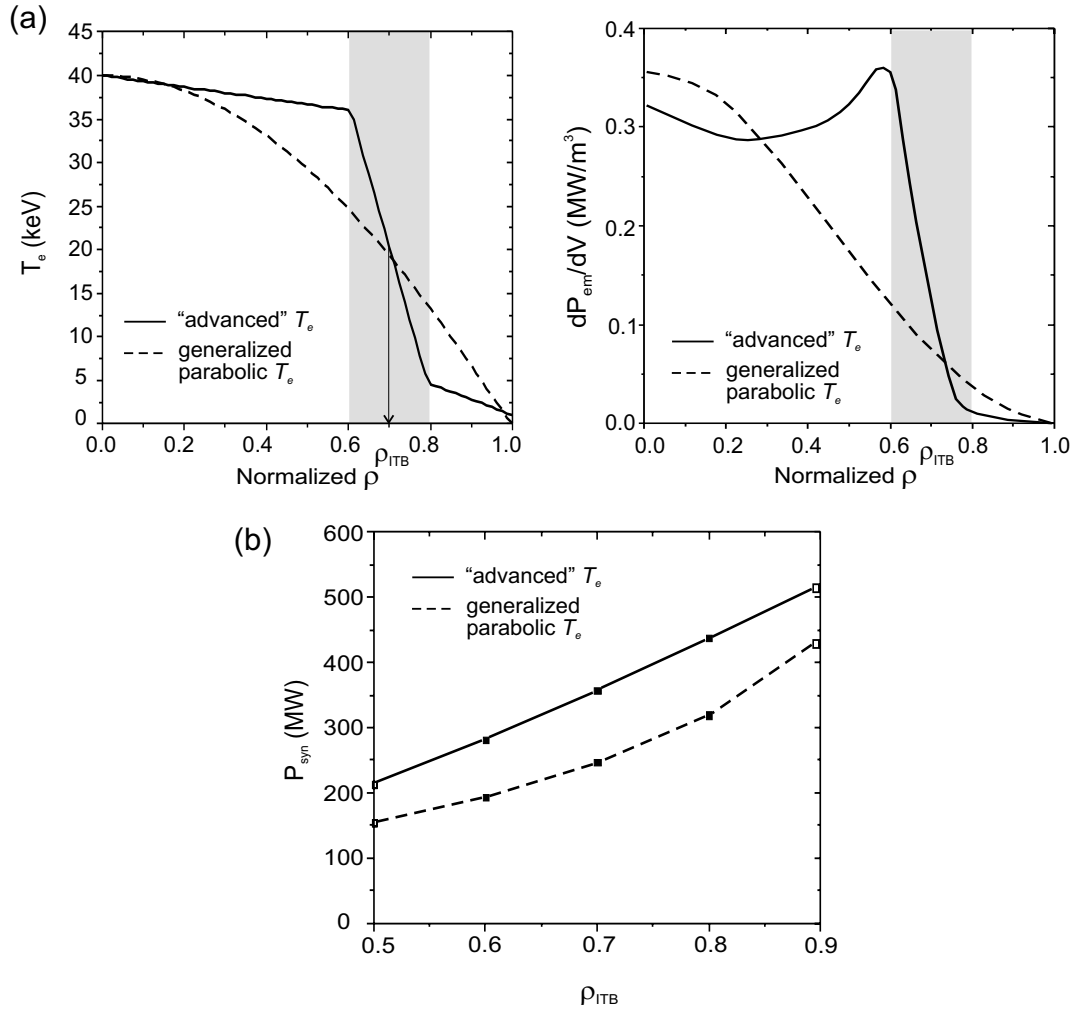 (a)
40
35
30
25
20
15
10
5
0
T_e (keV)
"advanced" T_e
generalized
parabolic T_e
0.0
0.2
0.4
0.6
0.8
1.0
ρ_ITB
Normalized ρ
0.4
0.3
0.2
0.1
0.0
dP_em/dV (MW/m³)
"advanced" T_e
generalized
parabolic T_e
0.0
0.2
0.4
0.6
0.8
1.0
ρ_ITB
Normalized ρ
(b)
600
500
400
300
200
100
0
P_syn (MW)
"advanced" T_e
generalized
parabolic T_e
0.5
0.6
0.7
0.8
0.9
ρ_ITB